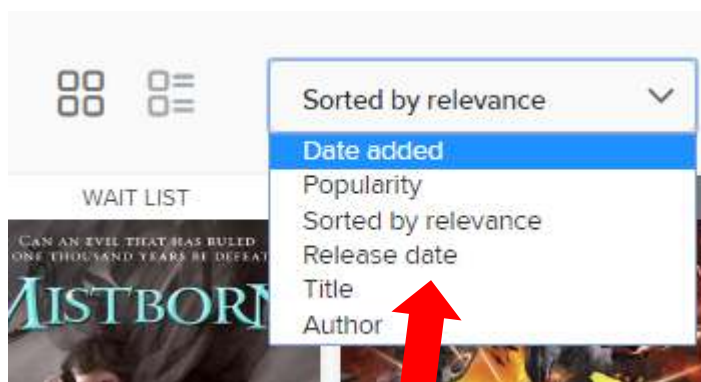 Sorted by relevance
Date added
Popularity
Sorted by relevance
Release date
Title
Author
WAIT LIST
CAN AN EVIL THAT HAS RULED
ONE THOUSAND YEARS BE DEFEAT
MISTBORN